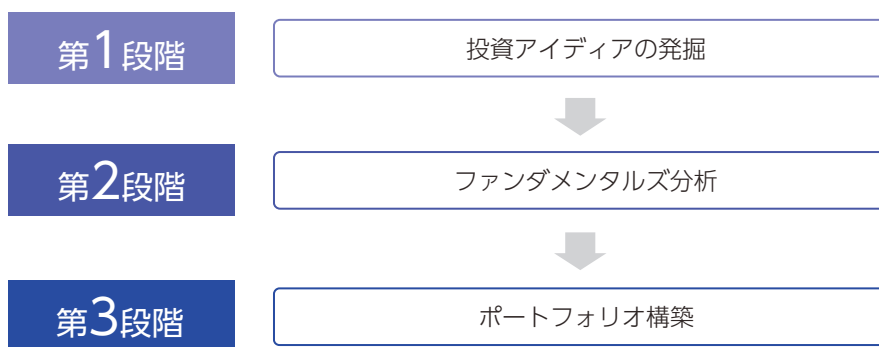 第1段階
投資アイディアの発掘
第2段階
ファンダメンタルズ分析
第3段階
ポートフォリオ構築